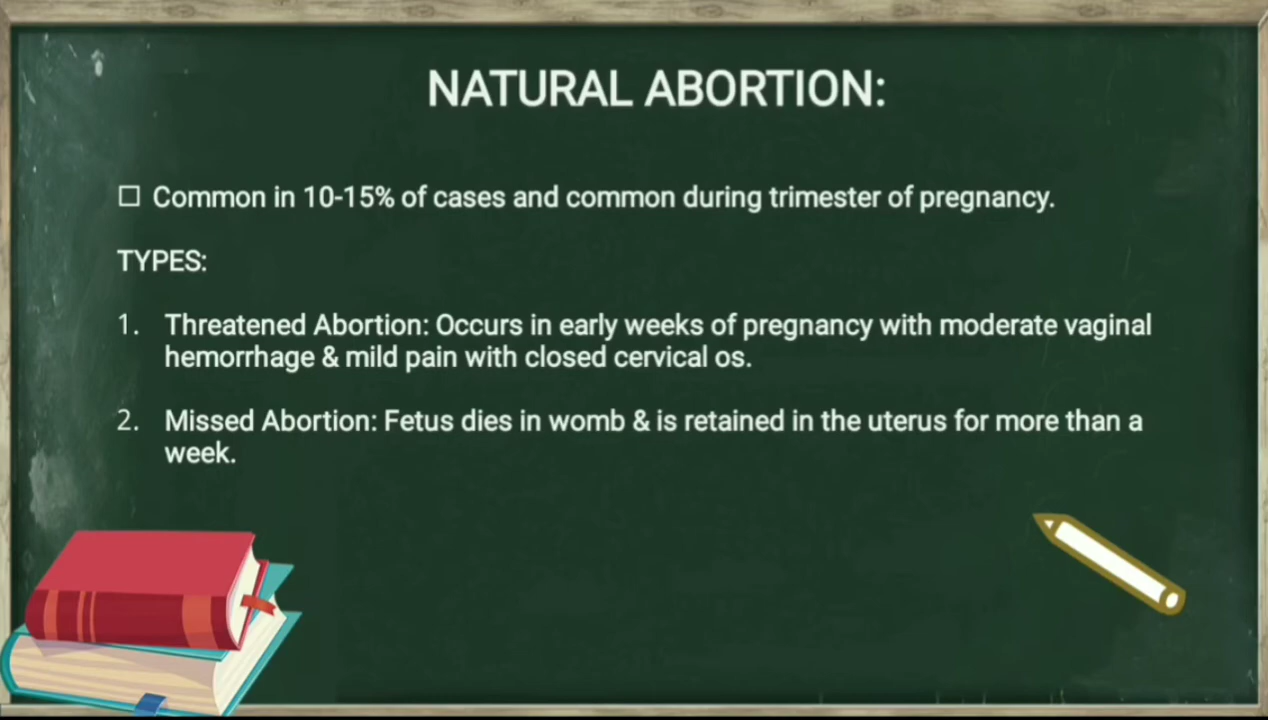 NATURAL ABORTION:
☐ Common in 10-15% of cases and common during trimester of pregnancy.
TYPES:
1. Threatened Abortion: Occurs in early weeks of pregnancy with moderate vaginal
hemorrhage & mild pain with closed cervical os.
2. Missed Abortion: Fetus dies in womb & is retained in the uterus for more than a
week.